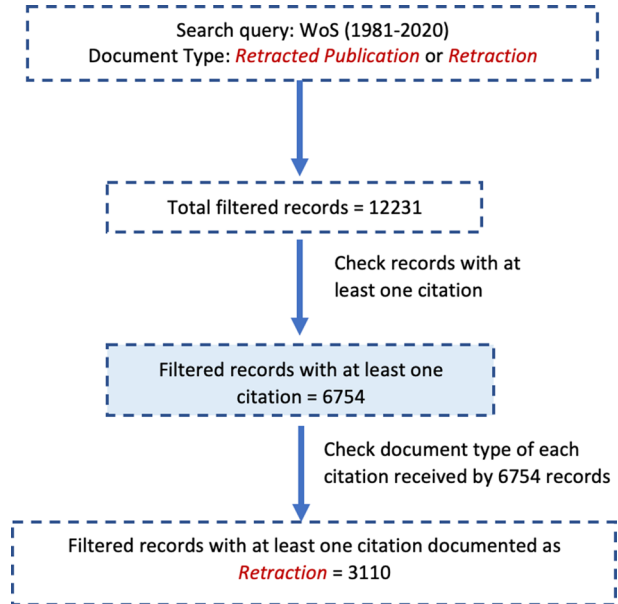 Search query: WoS (1981-2020)
Document Type: Retracted Publication or Retraction
Total filtered records = 12231
Check records with at
least one citation
Filtered records with at least one
citation = 6754
Check document type of each
citation received by 6754 records
Filtered records with at least one citation documented as
Retraction = 3110